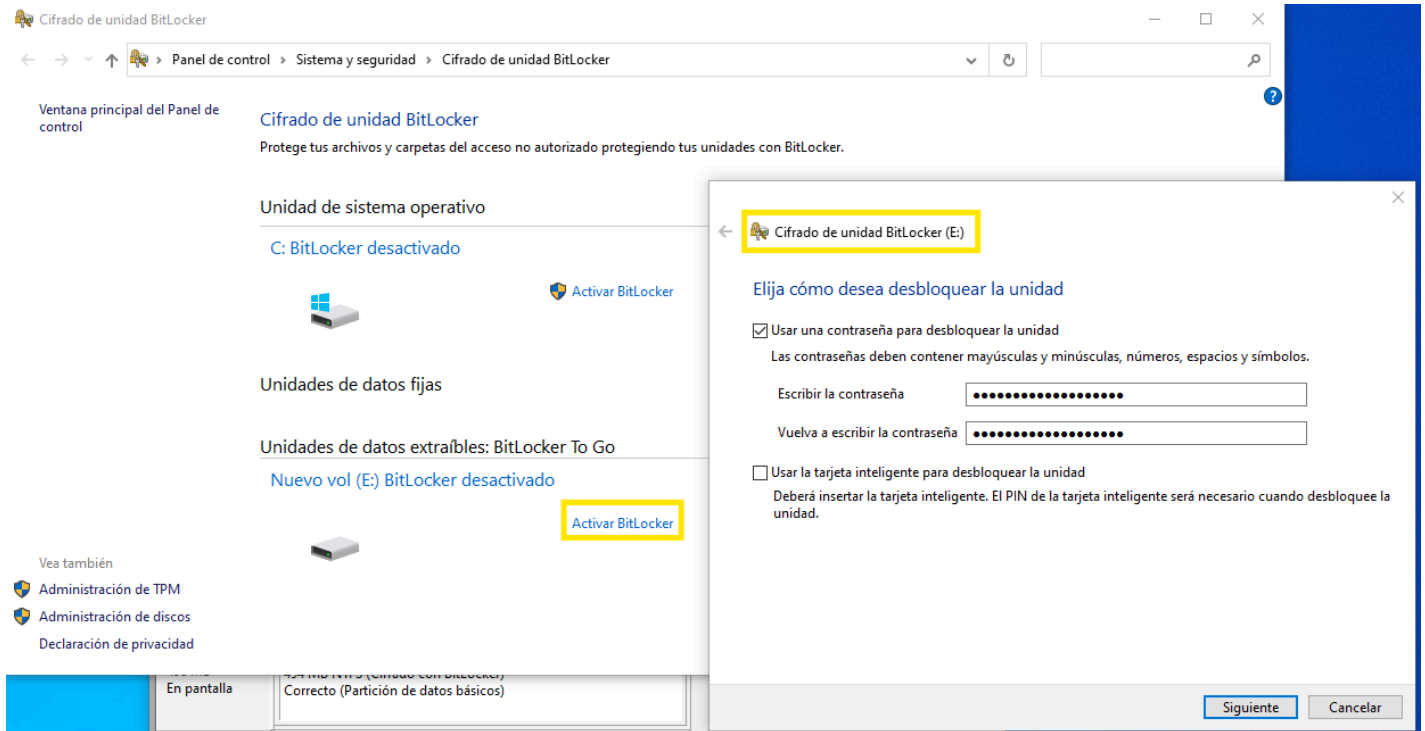 Cifrado de unidad BitLocker
Panel de control > Sistema y seguridad > Cifrado de unidad BitLocker
Ventana principal del Panel de
control
?
Cifrado de unidad BitLocker
Protege tus archivos y carpetas del acceso no autorizado protegiendo tus unidades con BitLocker.
Unidad de sistema operativo
C: BitLocker desactivado
Activar BitLocker
Unidades de datos fijas
Unidades de datos extraíbles: BitLocker To Go
Nuevo vol (E:) BitLocker desactivado
Activar BitLocker
Vea también
Administración de TPM
Administración de discos
Declaración de privacidad
Cifrado de unidad BitLocker (E:)
Elija cómo desea desbloquear la unidad
Usar una contraseña para desbloquear la unidad
Las contraseñas deben contener mayúsculas y minúsculas, números, espacios y símbolos.
Escribir la contraseña
Vuelva a escribir la contraseña
Usar la tarjeta inteligente para desbloquear la unidad
Deberá insertar la tarjeta inteligente. El PIN de la tarjeta inteligente será necesario cuando desbloquee la
unidad.
Siguiente Cancelar
NTFS (Cifrado con BitLocker)
En pantalla
Correcto (Partición de datos básicos)